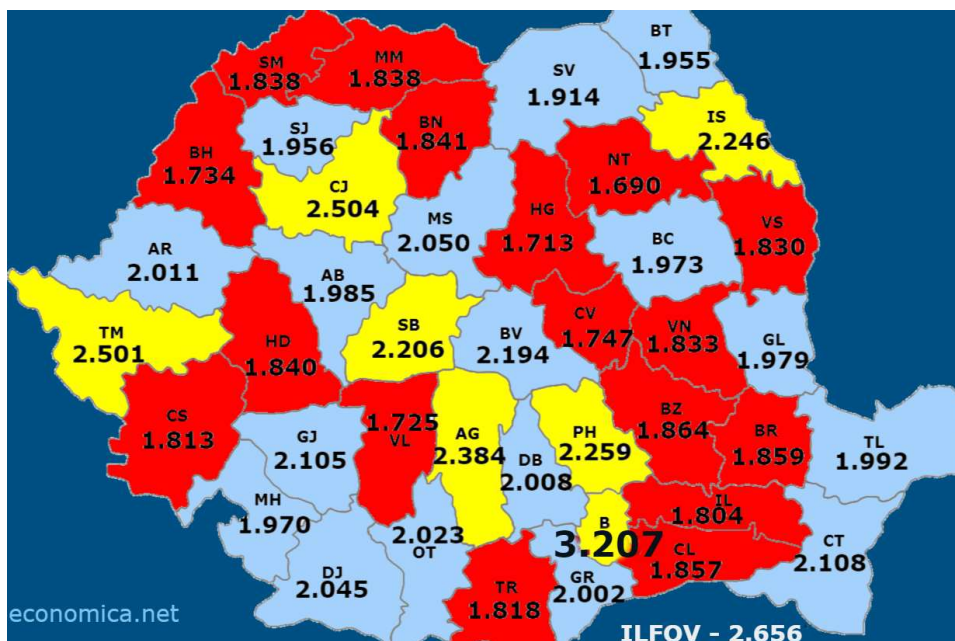 BT
1.955
SM
1.838
MM
1.838
SV
1.914
IS
2.246
SJ
1.956
BN
1.841
BH
1.734
NT
1.690
CJ
2.504
HG
1.713
MS
2.050
VS
1.830
BC
1.973
AR
2.011
AB
1.985
CV
1.747
SB
2.206
BV
2.194
VN
1.833
GL
1.979
TM
2.501
HD
1.840
CS
1.813
1.725
VL
BZ
1.864
GJ
2.105
AG
2.384
PH
2.259
BR
1.859
TL
1.992
DB
2.008
MH
1.970
IL
1.804
2.023
OT
B
3.207
CT
2.108
CL
1.857
DJ
2.045
TR
1.818
GR
2.002
economica.net
ILFOV - 2.656